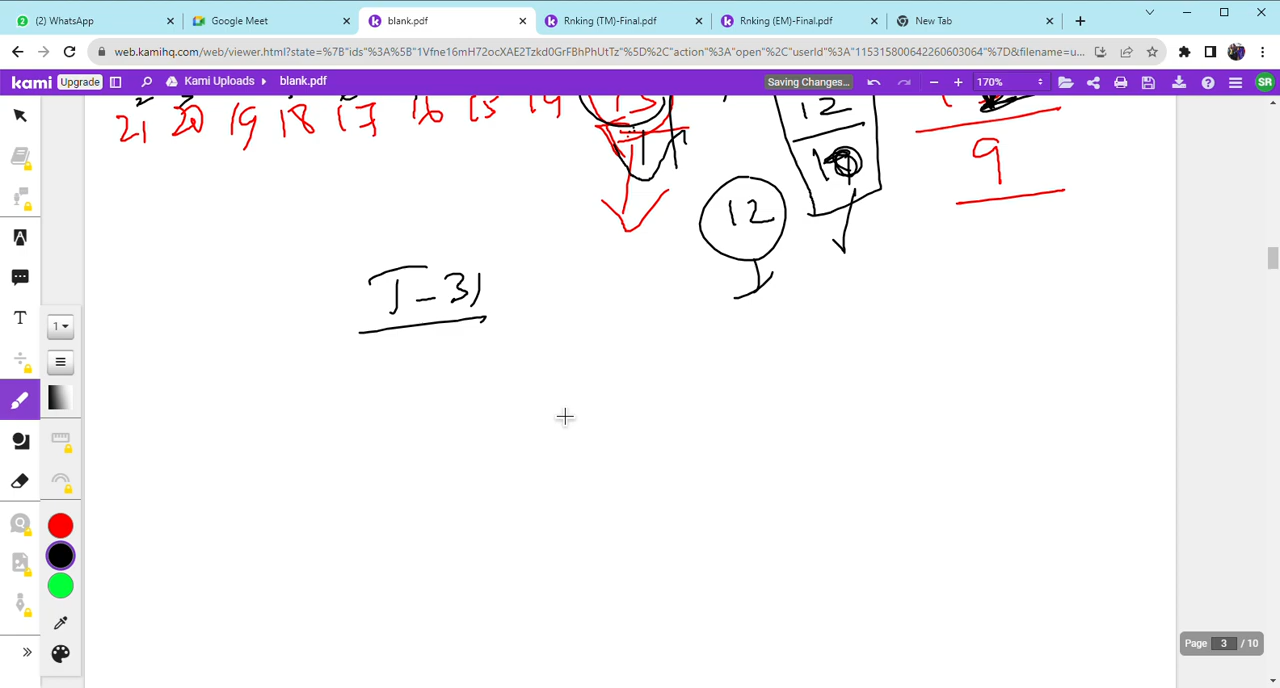 (2) WhatsApp
Google Meet
blank.pdf
Rnking (TM)-Final.pdf
Rnking (EM)-Final.pdf
New Tab
web.kamihq.com/web/viewer.html?state=%7B"ids"%3A%5B"1Vfne16mH72ocXAE2Tzkd0GrFBhPhUtTz"%5D%2C"action"%3A"open"%2C"userId"%3A"115315800642260603064"%7D&filename=u...
kami Upgrade Kami Uploads blank.pdf Saving Changes... 170% SR
21 20 19 18 17 16 15 14 13
12
9
12
T - 31
1
Page 3 / 10